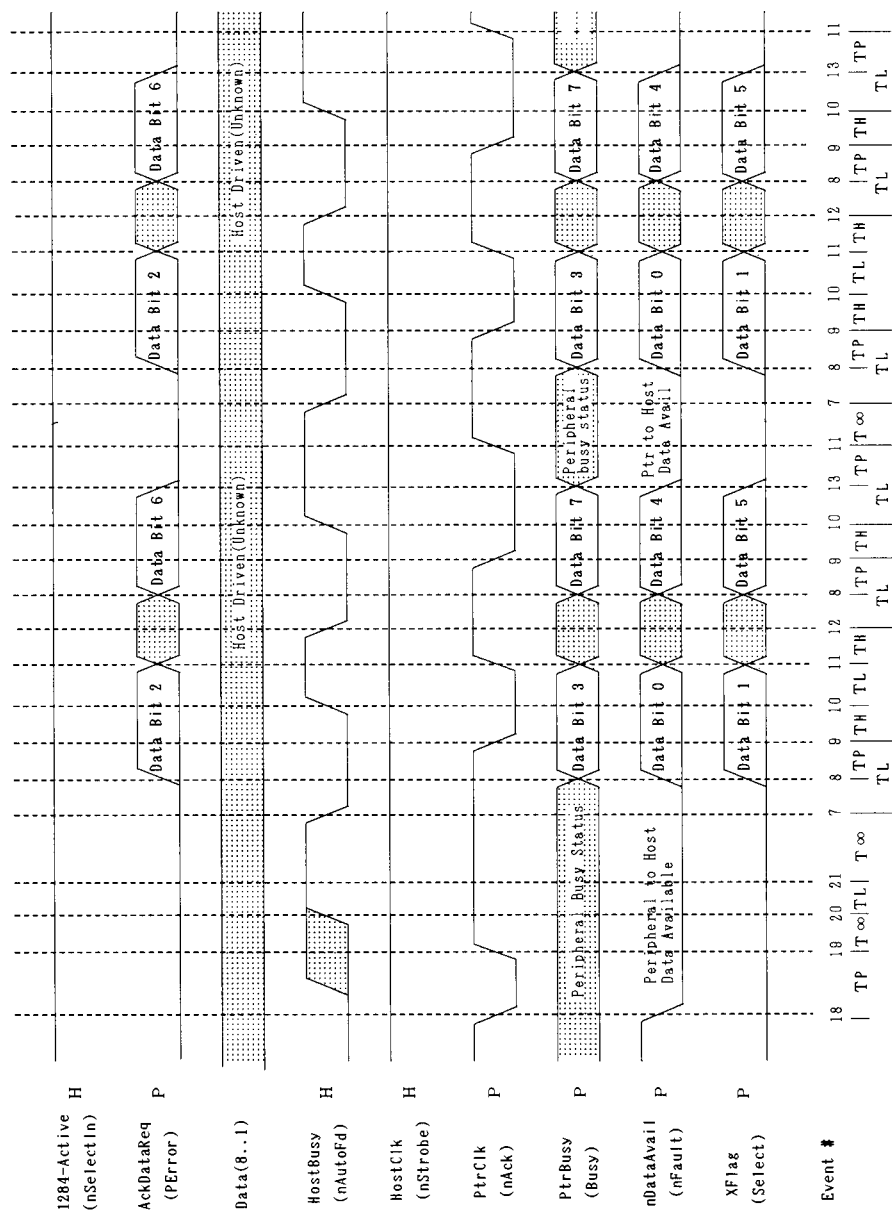 1284-Active
(nSelectIn)
H
AckDataReq
(PError)
P
Data Bit 2
Data Bit 6
Data Bit 2
Data Bit 6
Data(8..1)
Host Driven(Unknown)
Host Driven(Unknown)
HostBusy
(nAutoFd)
H
HostClk
(nStrobe)
H
PtrClk
(nAck)
P
PtrBusy
(Busy)
P
Peripheral Busy Status
Data Bit 3
Data Bit 7
Peripheral
busy status
Data Bit 3
Data Bit 7
nDataAvail
(nFault)
P
Peripheral to Host
Data Available
Data Bit 0
Data Bit 4
Ptr to Host
Data Avail
Data Bit 0
Data Bit 4
XFlag
(Select)
P
Data Bit 1
Data Bit 5
Data Bit 1
Data Bit 5
Event #
18 19 20 21 7 8 9 10 11 12 8 9 10 13 11 7 8 9 10 11 12 8 9 10 13 11
| TP |T∞|TL| T∞ | TP | TH | TL | TH | TP | TH | TP | T∞ | TP | TH | TL | TH | TP | TH | TP
TL TL TL TL TL TL